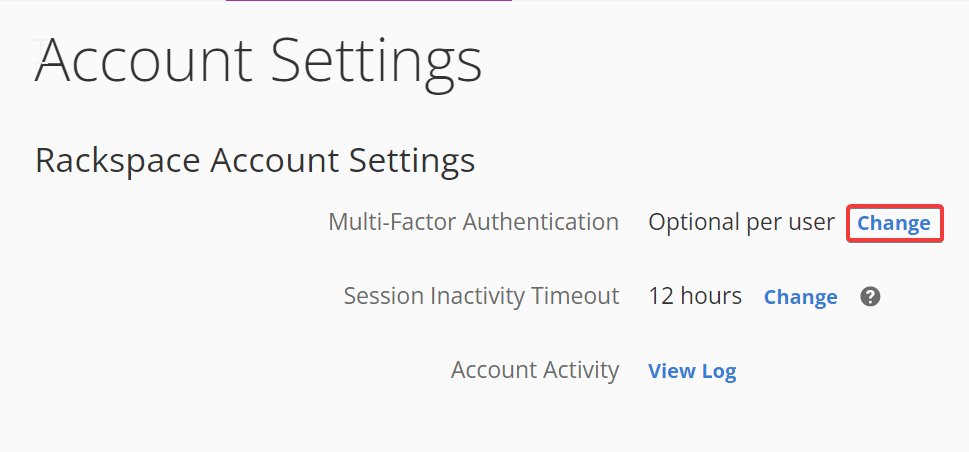 Account Settings
Rackspace Account Settings
Multi-Factor Authentication Optional per user Change
Session Inactivity Timeout 12 hours Change ?
Account Activity View Log